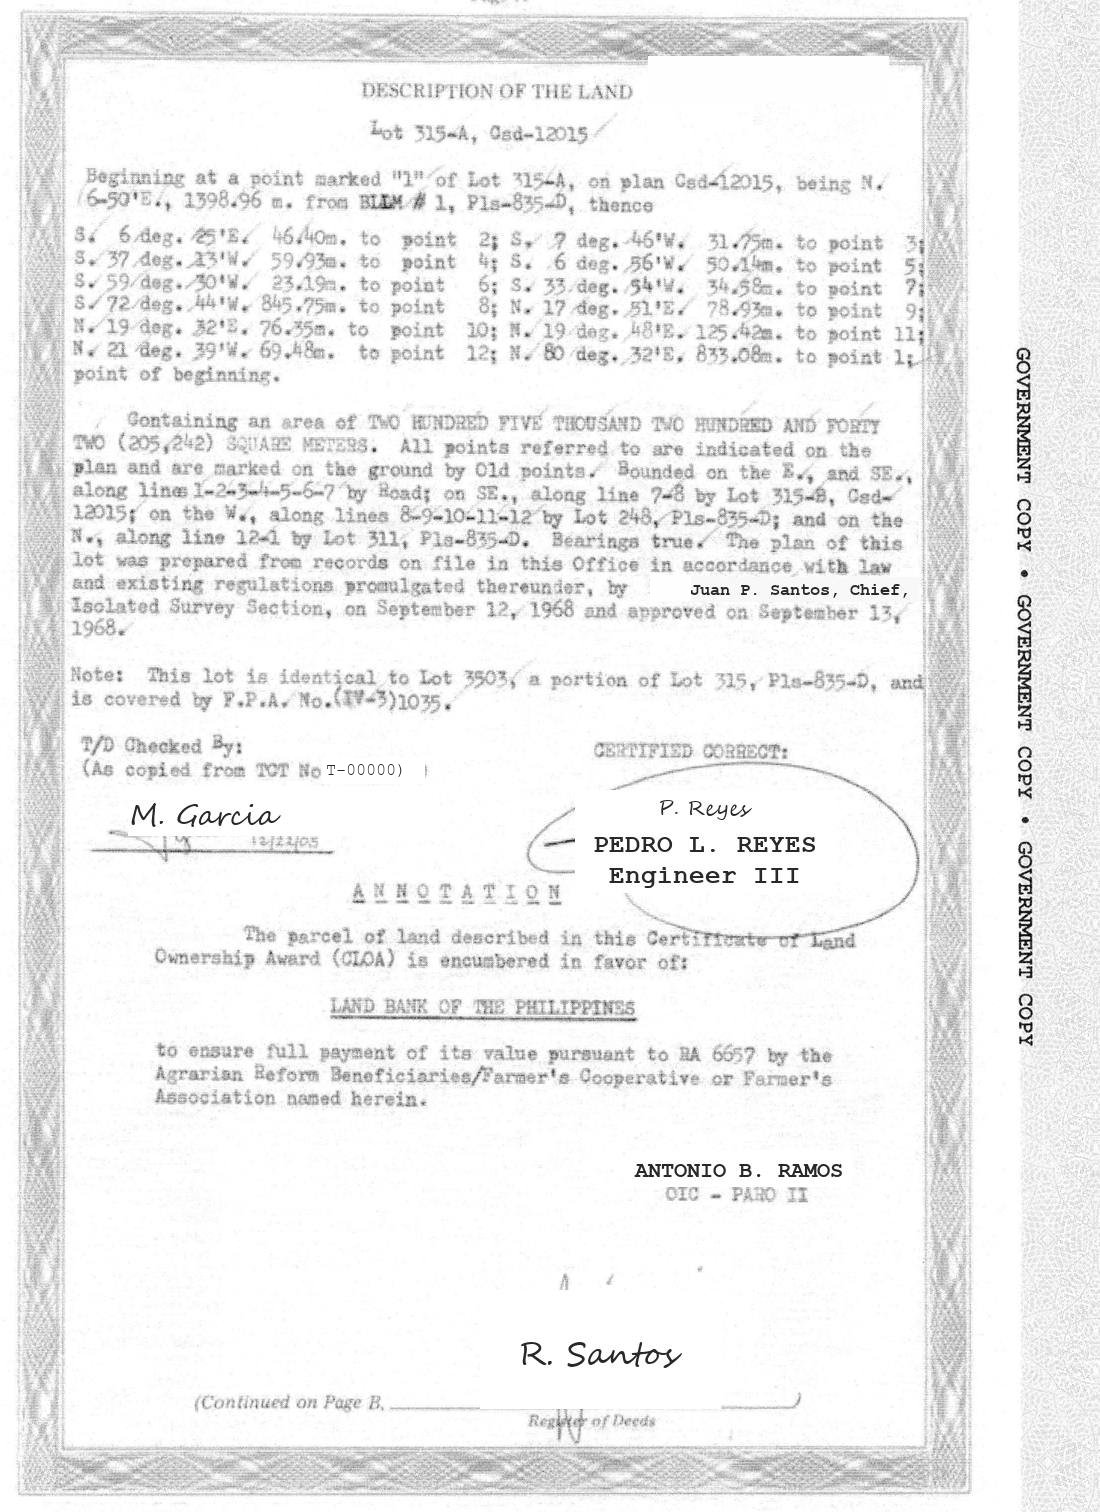 DESCRIPTION OF THE LAND
Lot 315-A, Csd-12015
Beginning at a point marked "1" of Lot 315-A, on plan Csd-12015, being N.
6-50'E., 1398.96 m. from BLLM # 1, Pls-835-D, thence
S. 6 deg. 25'E. 46.40m. to point 2; S. 7 deg. 46'W. 31.75m. to point 3;
S. 37 deg. 13'W. 59.93m. to point 4; S. 6 deg. 56'W. 50.14m. to point 5;
S. 59 deg. 30'W. 23.19m. to point 6; S. 33 deg. 54'W. 34.58m. to point 7;
S. 72 deg. 44'W. 845.75m. to point 8; N. 17 deg. 51'E. 78.93m. to point 9;
N. 19 deg. 32'E. 76.35m. to point 10; N. 19 deg. 48'E. 125.42m. to point 11;
N. 21 deg. 39'W. 69.48m. to point 12; N. 80 deg. 32'E. 833.08m. to point 1;
point of beginning.
Containing an area of TWO HUNDRED FIVE THOUSAND TWO HUNDRED AND FORTY
TWO (205,242) SQUARE METERS. All points referred to are indicated on the
plan and are marked on the ground by Old points. Bounded on the E., and SE.,
along lines 1-2-3-4-5-6-7 by Road; on SE., along line 7-8 by Lot 315-B, Csd-
12015; on the W., along lines 8-9-10-11-12 by Lot 248, Pls-835-D; and on the
N., along line 12-1 by Lot 311, Pls-835-D. Bearings true. The plan of this
lot was prepared from records on file in this Office in accordance with law
and existing regulations promulgated thereunder, by Juan P. Santos, Chief,
Isolated Survey Section, on September 12, 1968 and approved on September 13,
1968.
Note: This lot is identical to Lot 3503, a portion of Lot 315, Pls-835-D, and
is covered by F.P.A. No.(IV-3)1035.
T/D Checked By:
(As copied from TCT No T-00000) )
M. Garcia
12/22/05
CERTIFIED CORRECT:
P. Reyes
PEDRO L. REYES
Engineer III
ANNOTATION
The parcel of land described in this Certificate of Land
Ownership Award (CLOA) is encumbered in favor of:
LAND BANK OF THE PHILIPPINES
to ensure full payment of its value pursuant to RA 6657 by the
Agrarian Reform Beneficiaries/Farmer's Cooperative or Farmer's
Association named herein.
ANTONIO B. RAMOS
OIC - PARO II
R. Santos
(Continued on Page B, )
Register of Deeds
GOVERNMENT COPY • GOVERNMENT COPY • GOVERNMENT COPY